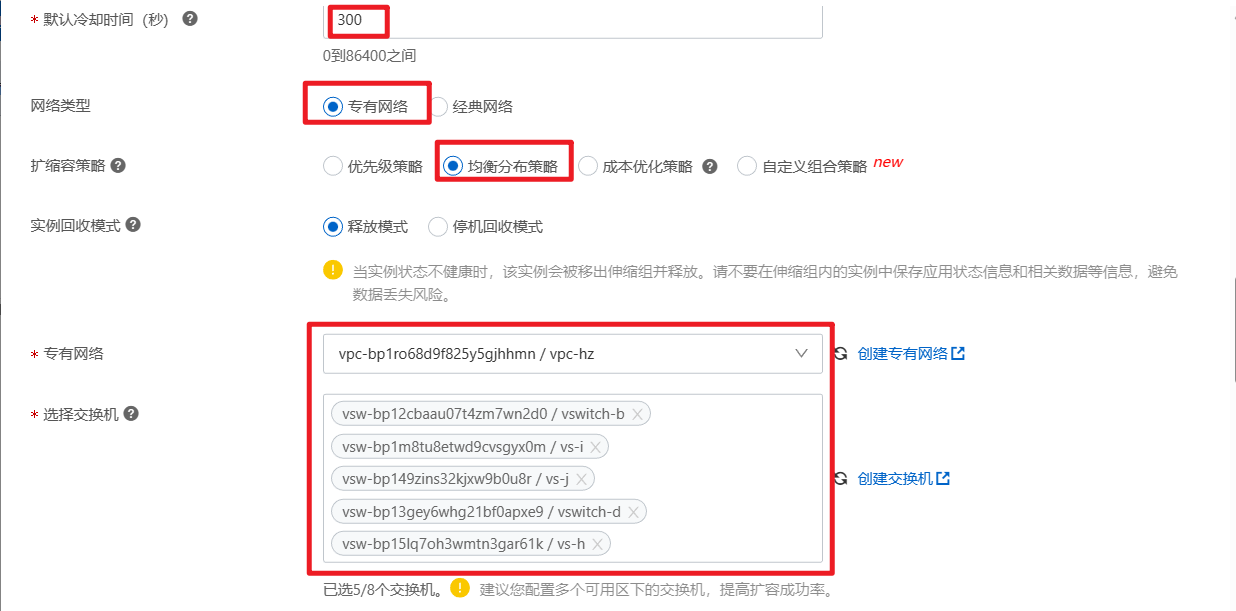 * 默认冷却时间（秒） ?
300
0到86400之间
网络类型
专有网络 经典网络
扩缩容策略 ?
优先级策略 均衡分布策略 成本优化策略 ? 自定义组合策略 new
实例回收模式 ?
释放模式 停机回收模式
! 当实例状态不健康时，该实例会被移出伸缩组并释放。请不要在伸缩组内的实例中保存应用状态信息和相关数据等信息，避免
数据丢失风险。
* 专有网络
vpc-bp1ro68d9f825y5gjhhmn / vpc-hz
创建专有网络
* 选择交换机 ?
vsw-bp12cbaau07t4zm7wn2d0 / vswitch-b ×
vsw-bp1m8tu8etwd9cvsgyx0m / vs-i ×
vsw-bp149zins32kjxw9b0u8r / vs-j ×
创建交换机
vsw-bp13gey6whg21bf0apxe9 / vswitch-d ×
vsw-bp15lq7oh3wmtn3gar61k / vs-h ×
已选5/8个交换机。 ! 建议您配置多个可用区下的交换机，提高扩容成功率。